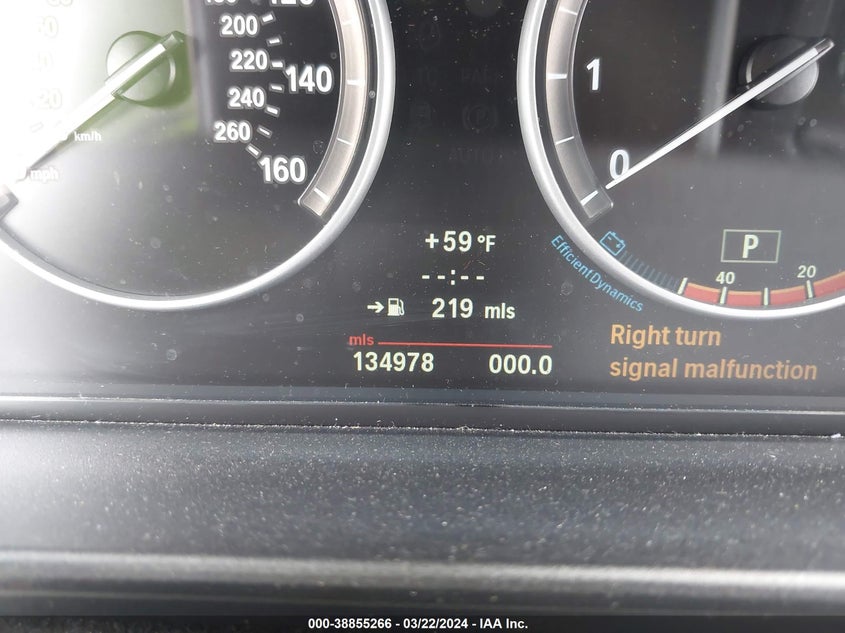 200
220
240
260
140
160
20
km/h
mph
1
0
+59 °F
--:--
219 mls
mls
134978 000.0
P
40 20
Efficient Dynamics
Right turn
signal malfunction
000-38855266 - 03/22/2024 - IAA Inc.